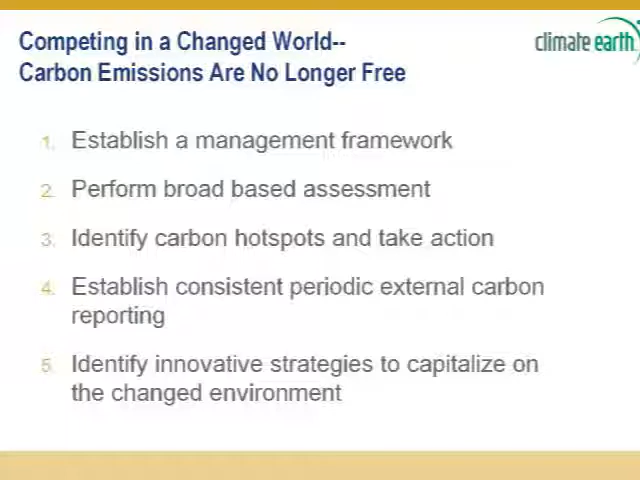 Competing in a Changed World--
Carbon Emissions Are No Longer Free
climate earth
1. Establish a management framework
2. Perform broad based assessment
3. Identify carbon hotspots and take action
4. Establish consistent periodic external carbon
reporting
5. Identify innovative strategies to capitalize on
the changed environment